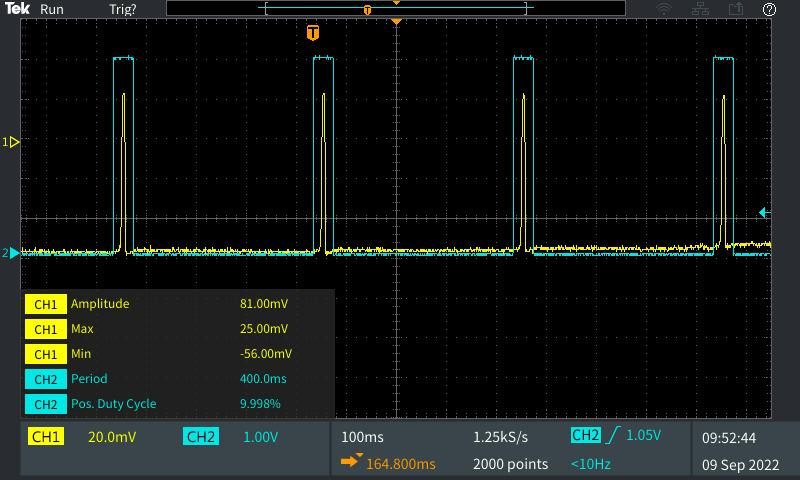 Tek Run Trig?
T
T
1
2
CH1 Amplitude 81.00mV
CH1 Max 25.00mV
CH1 Min -56.00mV
CH2 Period 400.0ms
CH2 Pos. Duty Cycle 9.998%
CH1 20.0mV CH2 1.00V 100ms 1.25kS/s CH2 1.05V 09:52:44
164.800ms 2000 points <10Hz 09 Sep 2022